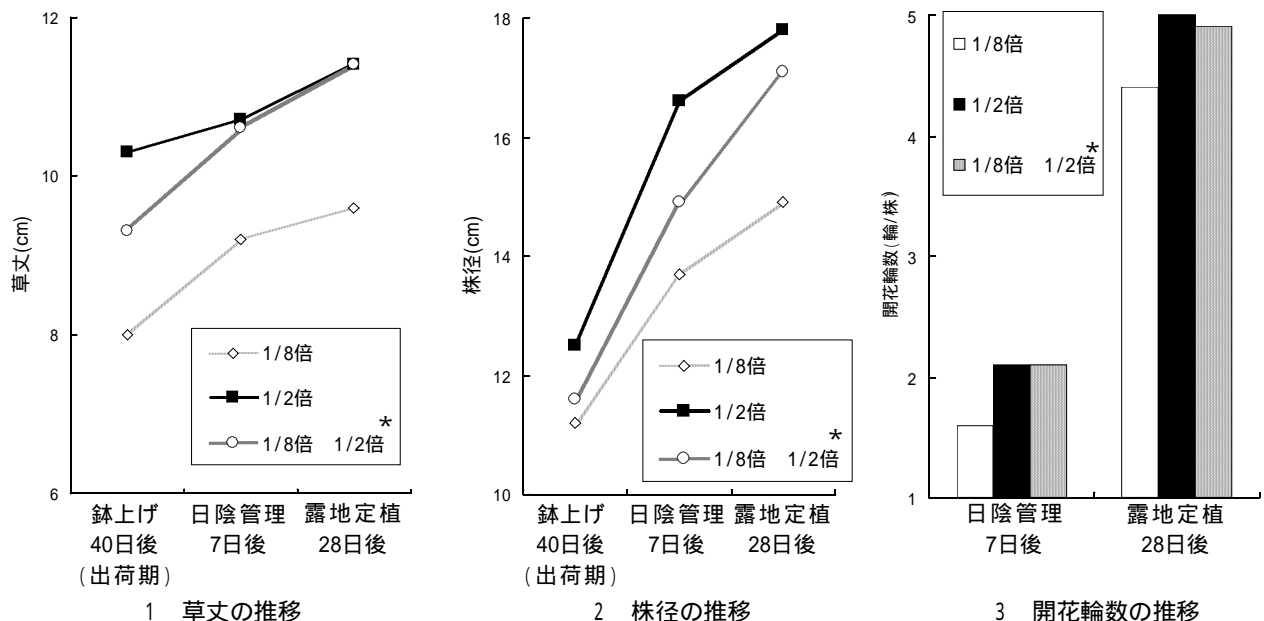 12
10
8
6
草丈(cm)
1/8倍
1/2倍
1/8倍 1/2倍*
鉢上げ
40日後
(出荷期)
日陰管理
7日後
露地定植
28日後
1 草丈の推移
18
16
14
12
10
株径(cm)
1/8倍
1/2倍
1/8倍 1/2倍*
鉢上げ
40日後
(出荷期)
日陰管理
7日後
露地定植
28日後
2 株径の推移
5
4
3
2
1
開花輪数(輪/株)
1/8倍
1/2倍
1/8倍 1/2倍*
日陰管理
7日後
露地定植
28日後
3 開花輪数の推移